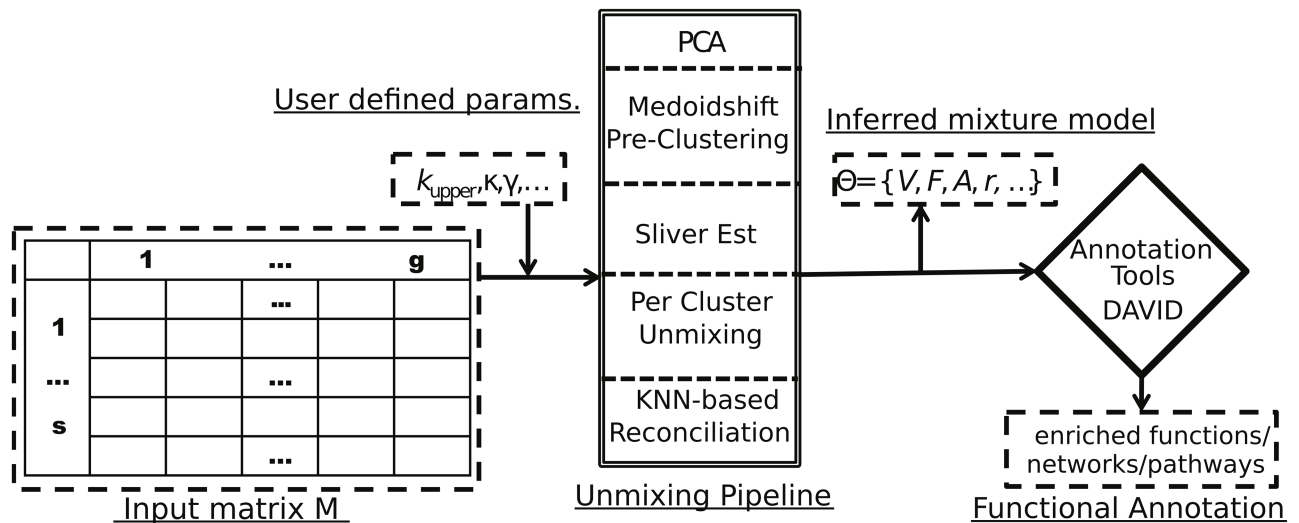 User defined params.
k_upper,κ,γ,...
1 ... g
1
...
s
...
...
...
Input matrix M
PCA
Medoidshift
Pre-Clustering
Sliver Est
Per Cluster
Unmixing
KNN-based
Reconciliation
Unmixing Pipeline
Inferred mixture model
Θ={V, F, A, r, ...}
Annotation
Tools
DAVID
enriched functions/
networks/pathways
Functional Annotation